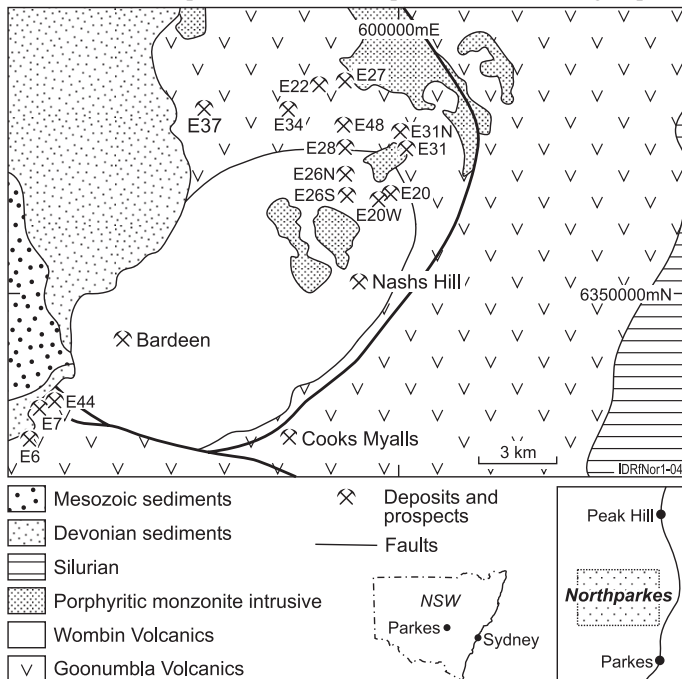 600000mE
E22
E27
E37
E34
E48
E31N
E28
E31
E26N
E26S
E20
E20W
Nashs Hill
6350000mN
Bardeen
E44
E7
E6
Cooks Myalls
3 km
IDRfNor1-04
Mesozoic sediments
Devonian sediments
Silurian
Porphyritic monzonite intrusive
Wombin Volcanics
Goonumbla Volcanics
Deposits and
prospects
Faults
NSW
Parkes
Sydney
Peak Hill
Northparkes
Parkes